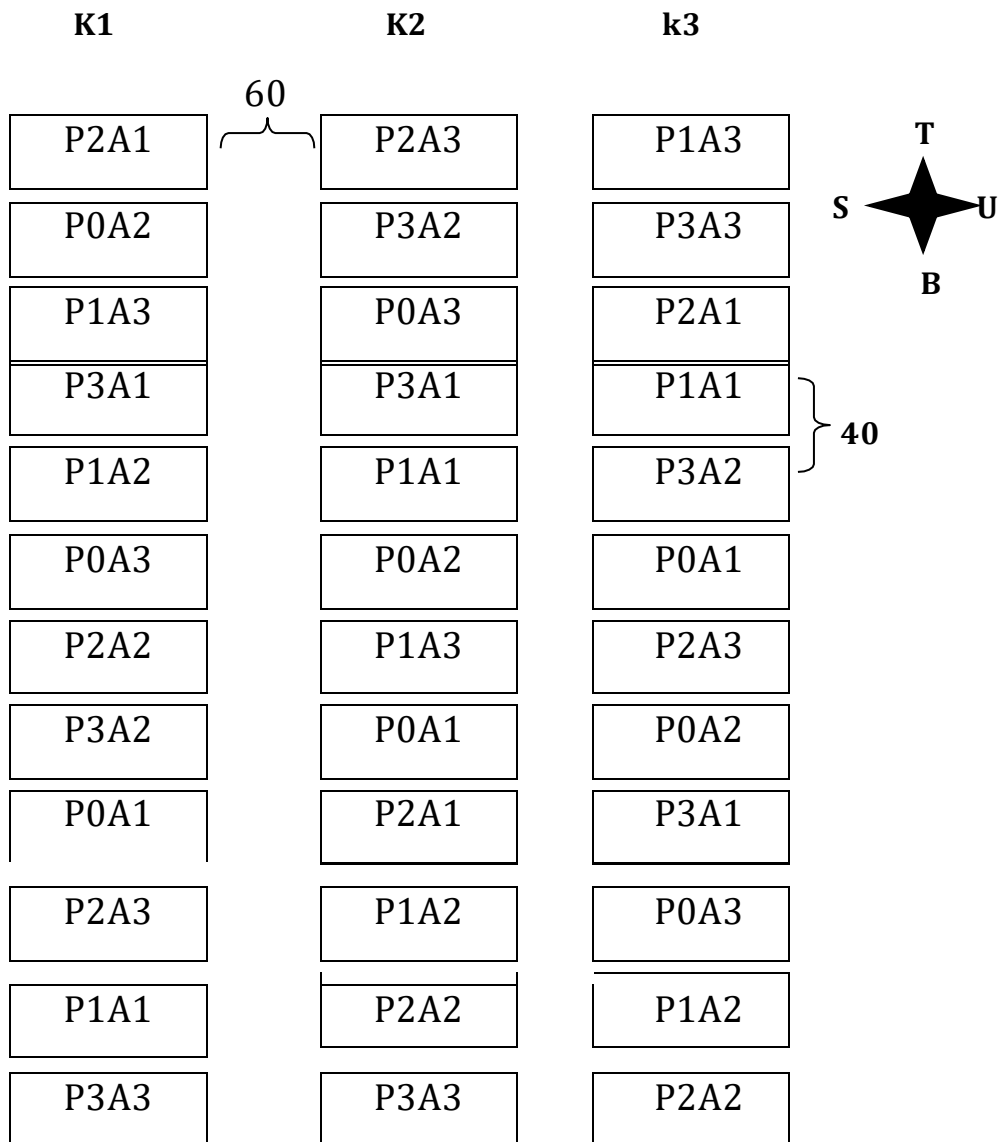 K1 K2 k3
60
P2A1 P2A3 P1A3
T
P0A2 P3A2 P3A3
S U
B
P1A3 P0A3 P2A1
P3A1 P3A1 P1A1
40
P1A2 P1A1 P3A2
P0A3 P0A2 P0A1
P2A2 P1A3 P2A3
P3A2 P0A1 P0A2
P0A1 P2A1 P3A1
P2A3 P1A2 P0A3
P1A1 P2A2 P1A2
P3A3 P3A3 P2A2